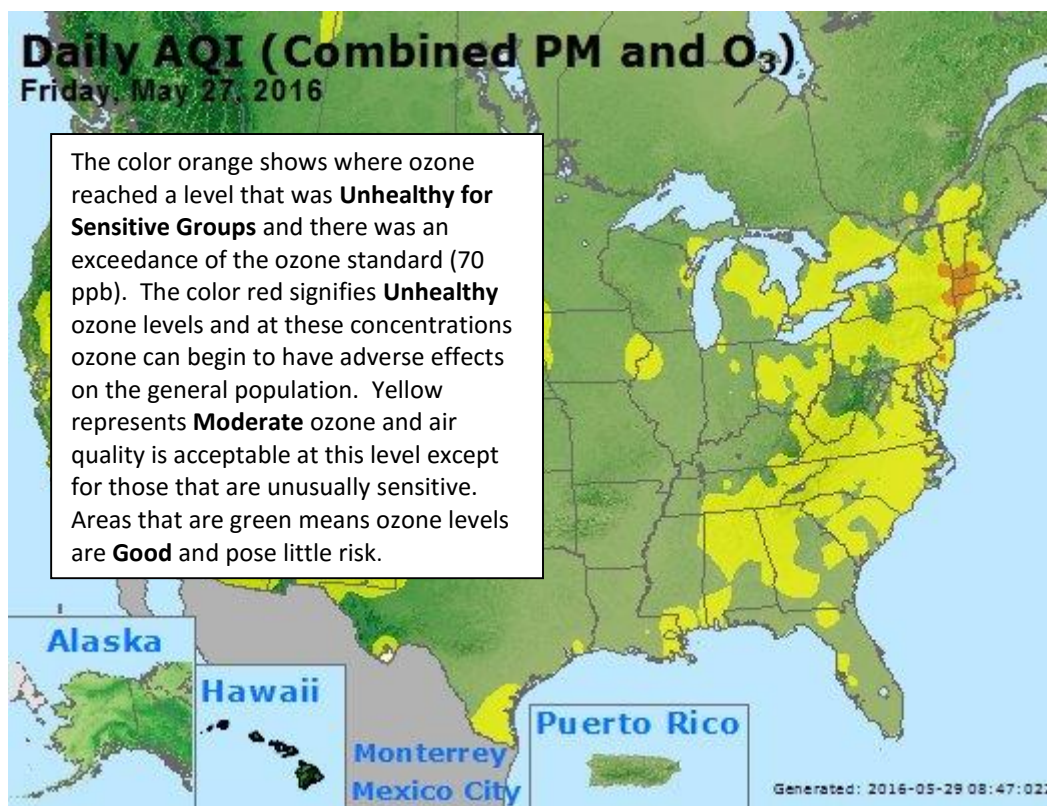 Daily AQI (Combined PM and O₃)
Friday, May 27, 2016
The color orange shows where ozone
reached a level that was Unhealthy for
Sensitive Groups and there was an
exceedance of the ozone standard (70
ppb).  The color red signifies Unhealthy
ozone levels and at these concentrations
ozone can begin to have adverse effects
on the general population.  Yellow
represents Moderate ozone and air
quality is acceptable at this level except
for those that are unusually sensitive.
Areas that are green means ozone levels
are Good and pose little risk.
Alaska
Hawaii
Monterrey
Mexico City
Puerto Rico
Generated: 2016-05-29 08:47:02Z